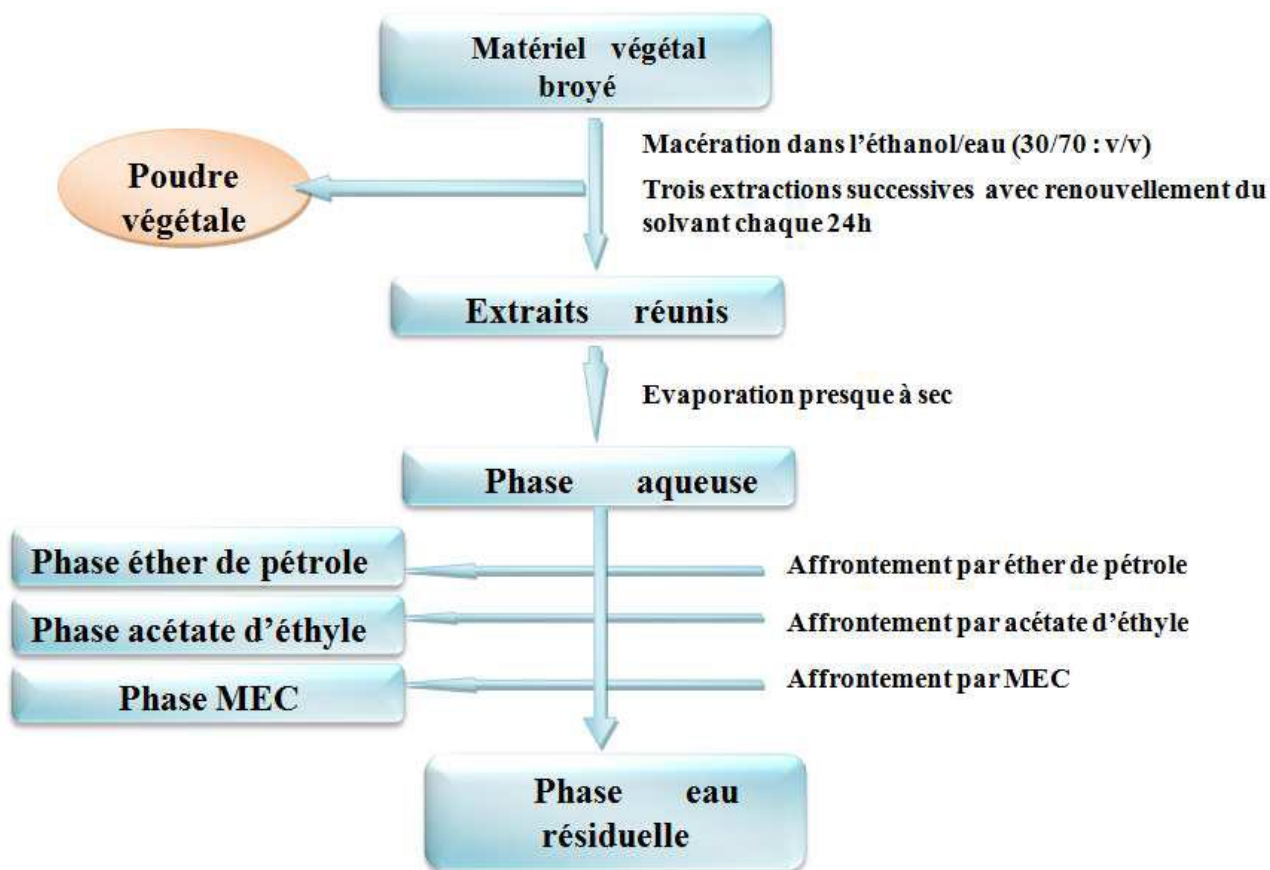 Matériel végétal
broyé
Macération dans l'éthanol/eau (30/70 : v/v)
Poudre
végétale
Trois extractions successives avec renouvellement du
solvant chaque 24h
Extraits réunis
Evaporation presque à sec
Phase aqueuse
Phase éther de pétrole
Affrontement par éther de pétrole
Phase acétate d'éthyle
Affrontement par acétate d'éthyle
Phase MEC
Affrontement par MEC
Phase eau
résiduelle